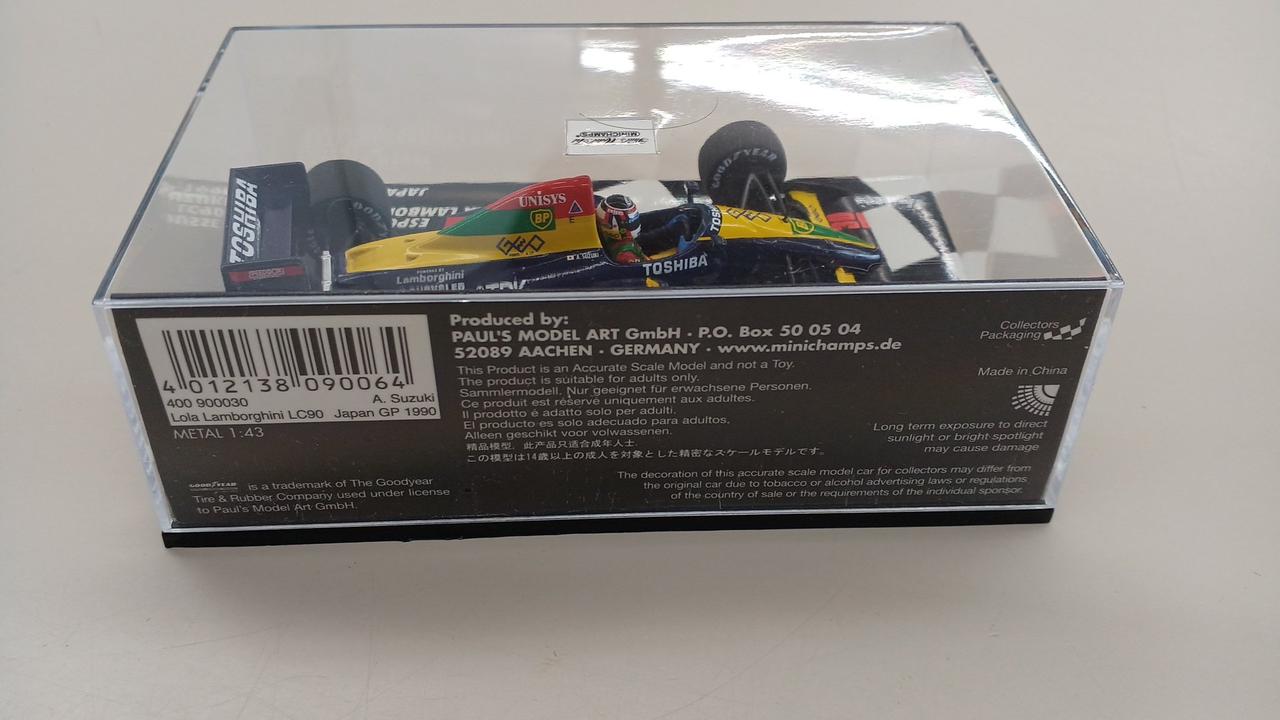 MINICHAMPS
TOSHIBA
GOODYEAR
JAPA
LAMBO
ESP
UNISYS
BP
E
TOSHIBA
TOS
POWERED BY
Lamborghini
4 012138 090064
400 900030 A. Suzuki
Lola Lamborghini LC90 Japan GP 1990
METAL 1:43
GOODYEAR is a trademark of The Goodyear
Tire & Rubber Company used under license
to Paul's Model Art GmbH.
Produced by:
PAUL'S MODEL ART GmbH · P.O. Box 50 05 04
52089 AACHEN · GERMANY · www.minichamps.de
This Product is an Accurate Scale Model and not a Toy.
The product is suitable for adults only.
Sammlermodell. Nur geeignet für erwachsene Personen.
Ce produit est réservé uniquement aux adultes.
Il prodotto é adatto solo per adulti.
El producto es solo adecuado para adultos,
Alleen geschikt voor volwassenen.
精品模型，此产品只适合成年人士.
この模型は14歳以上の成人を対象とした精密なスケールモデルです。
Collectors
Packaging
Made in China
Long term exposure to direct
sunlight or bright spotlight
may cause damage
The decoration of this accurate scale model car for collectors may differ from
the original car due to tobacco or alcohol advertising laws or regulations
of the country of sale or the requirements of the individual sponsor.